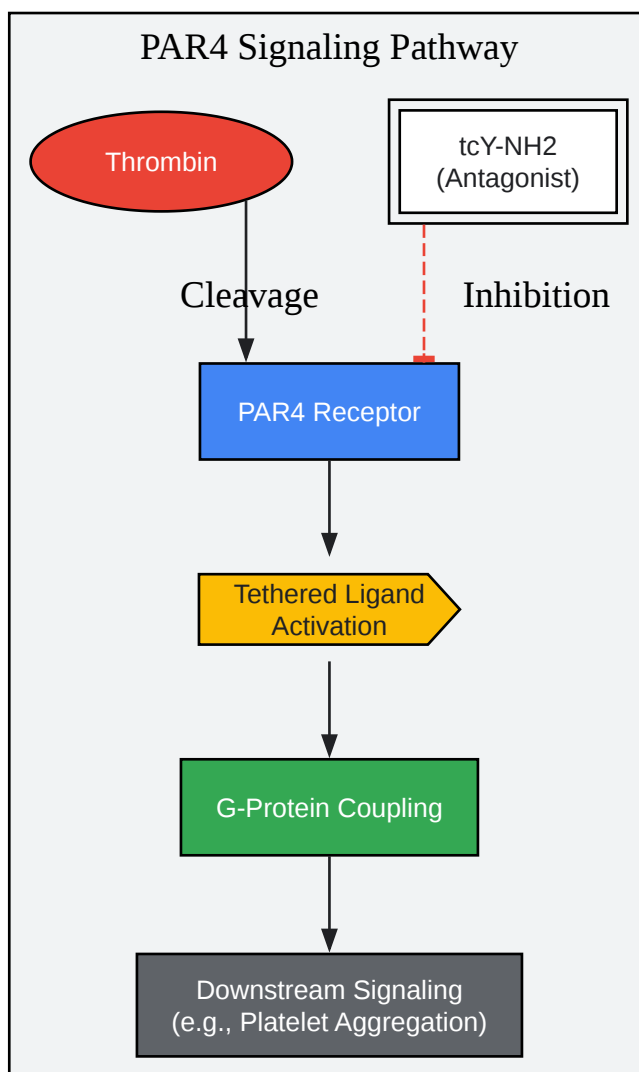 PAR4 Signaling Pathway
Thrombin
tcY-NH2
(Antagonist)
Cleavage
Inhibition
PAR4 Receptor
Tethered Ligand
Activation
G-Protein Coupling
Downstream Signaling
(e.g., Platelet Aggregation)